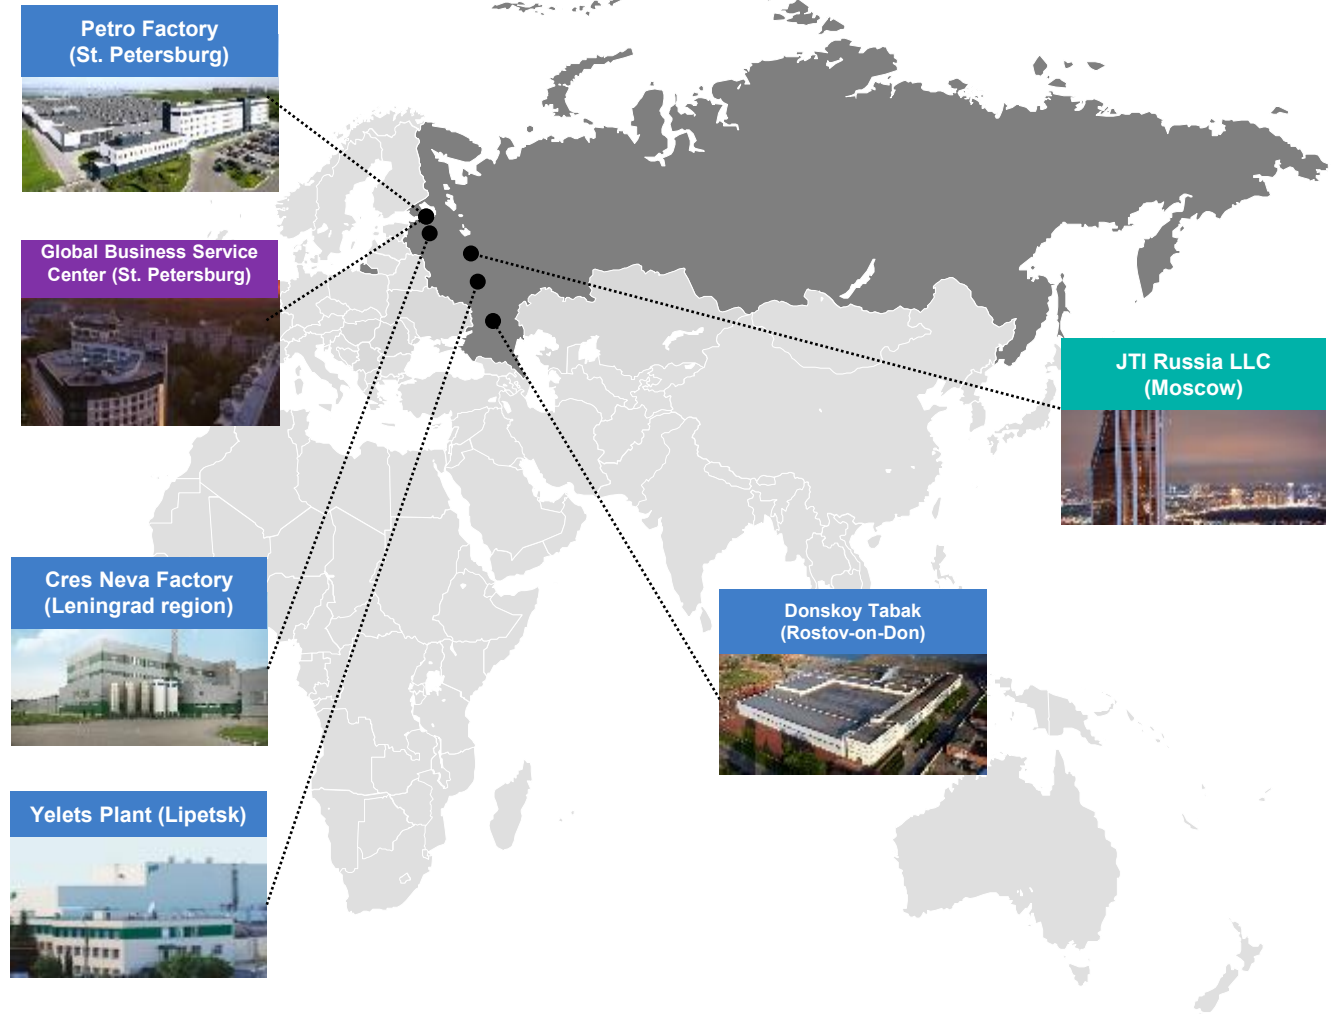 Petro Factory
(St. Petersburg)
Global Business Service
Center (St. Petersburg)
JTI Russia LLC
(Moscow)
Cres Neva Factory
(Leningrad region)
Donskoy Tabak
(Rostov-on-Don)
Yelets Plant (Lipetsk)